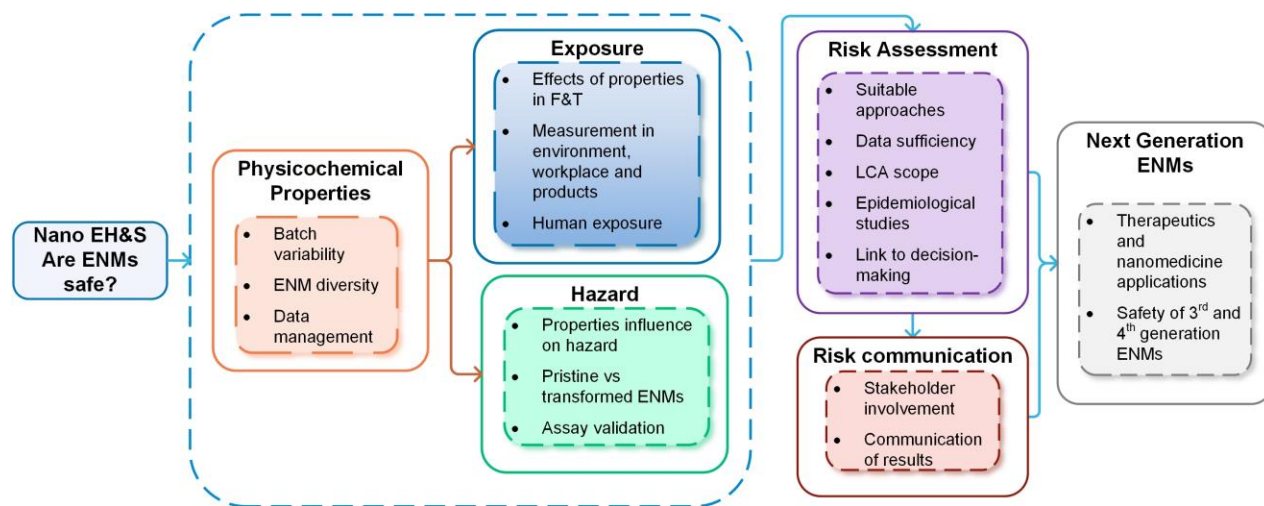 Nano EH&S
Are ENMs
safe?
Physicochemical
Properties
• Batch
variability
• ENM diversity
• Data
management
Exposure
• Effects of properties
in F&T
• Measurement in
environment,
workplace and
products
• Human exposure
Hazard
• Properties influence
on hazard
• Pristine vs
transformed ENMs
• Assay validation
Risk Assessment
• Suitable
approaches
• Data sufficiency
• LCA scope
• Epidemiological
studies
• Link to decision-
making
Risk communication
• Stakeholder
involvement
• Communication
of results
Next Generation
ENMs
• Therapeutics
and
nanomedicine
applications
• Safety of 3rd and
4th generation
ENMs